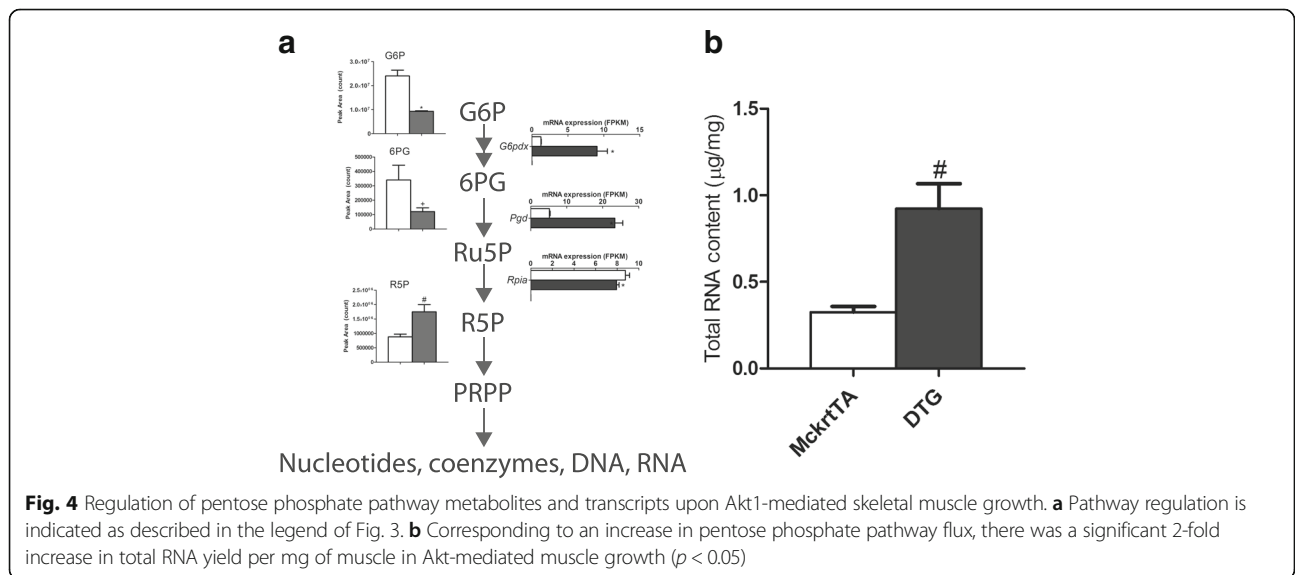 a
b
G6P
Peak Area (count)
3.0×10⁷
2.0×10⁷
1.0×10⁷
0
*
G6P
mRNA expression (FPKM)
0 5 10 15
G6pdx
*
6PG
Peak Area (count)
500000
400000
300000
200000
100000
0
+
6PG
mRNA expression (FPKM)
0 10 20 30
Pgd
Ru5P
mRNA expression (FPKM)
0 2 4 6 8 10
Rpia
*
R5P
Peak Area (count)
1000000
500000
0
#
R5P
PRPP
Nucleotides, coenzymes, DNA, RNA
Total RNA content (µg/mg)
1.5
1.0
0.5
0.0
#
MckrtTA
DTG
Fig. 4 Regulation of pentose phosphate pathway metabolites and transcripts upon Akt1-mediated skeletal muscle growth. a Pathway regulation is
indicated as described in the legend of Fig. 3. b Corresponding to an increase in pentose phosphate pathway flux, there was a significant 2-fold
increase in total RNA yield per mg of muscle in Akt-mediated muscle growth (p < 0.05)